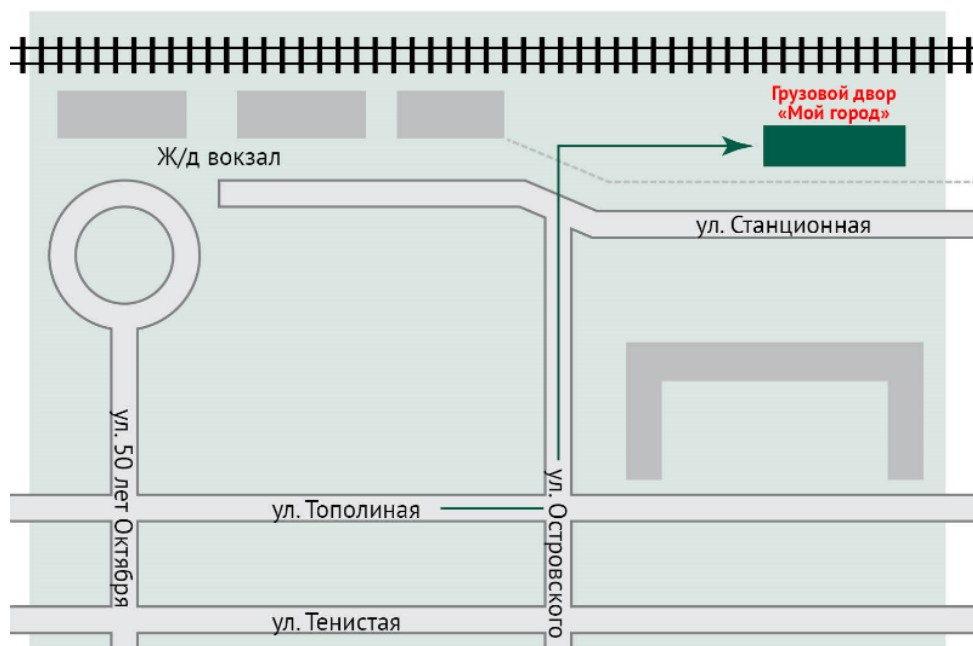 Грузовой двор
«Мой город»
Ж/д вокзал
ул. Станционная
ул. 50 лет Октября
ул. Тополиная
ул. Островского
ул. Тенистая